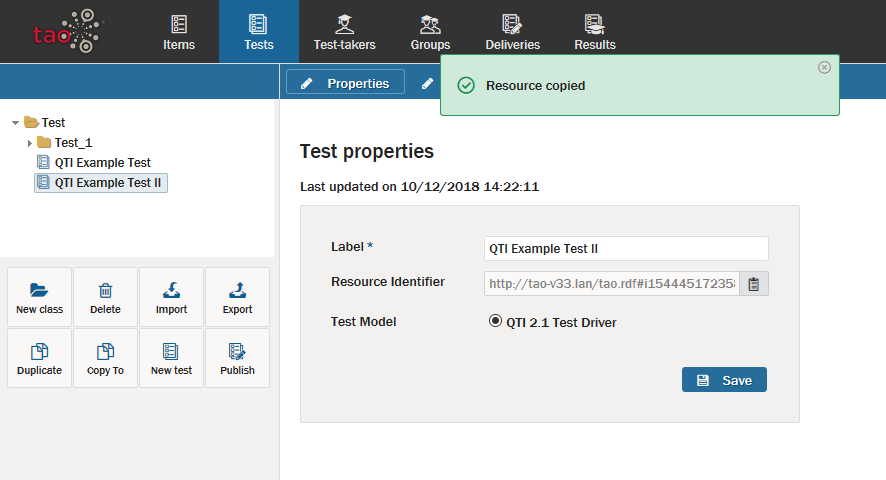 tao
Items
Tests
Test-takers
Groups
Deliveries
Results
Properties
Resource copied
Test
Test_1
QTI Example Test
QTI Example Test II
Test properties
Last updated on 10/12/2018 14:22:11
Label *
QTI Example Test II
Resource Identifier
http://tao-v33.lan/tao.rdf#i154445172358
Test Model
QTI 2.1 Test Driver
Save
New class
Delete
Import
Export
Duplicate
Copy To
New test
Publish